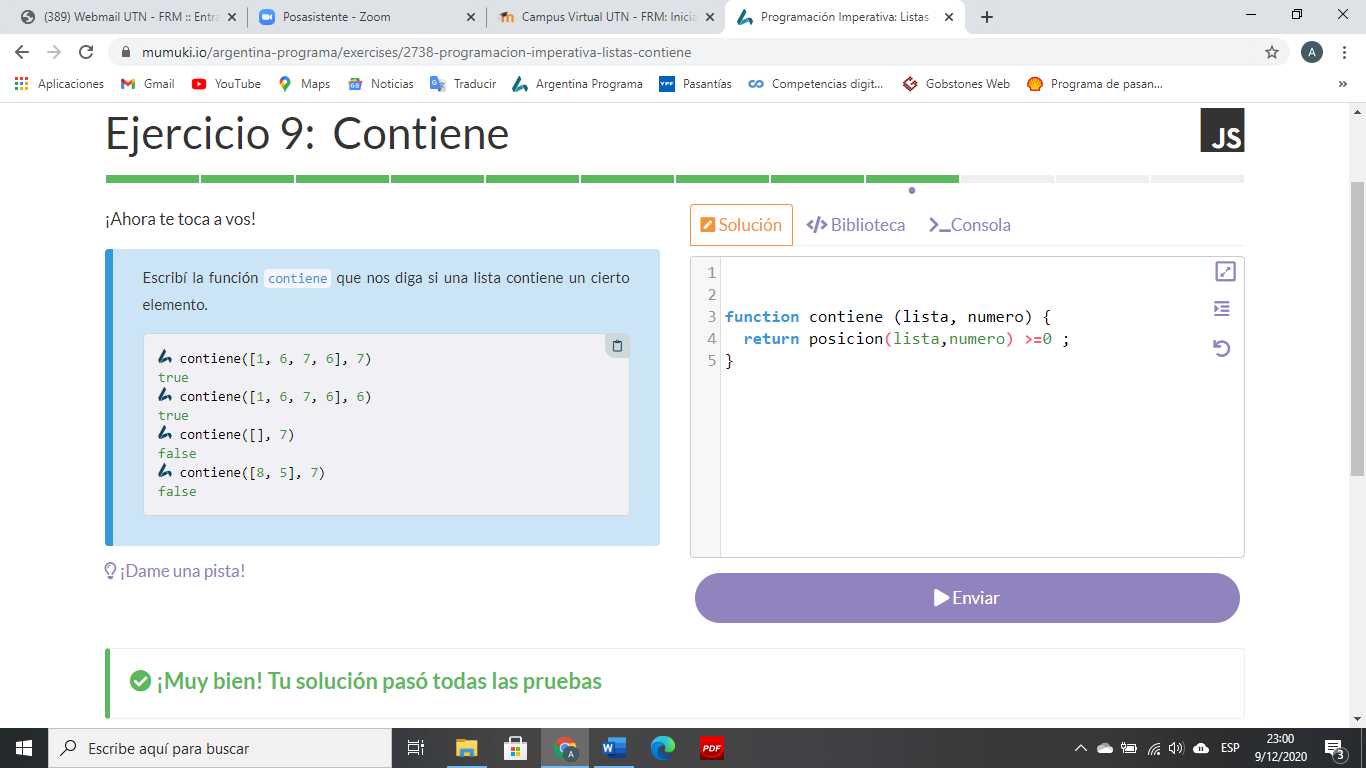 (389) Webmail UTN - FRM :: Entra
Posasistente - Zoom
Campus Virtual UTN - FRM: Inicia
Programación Imperativa: Listas -
mumuki.io/argentina-programa/exercises/2738-programacion-imperativa-listas-contiene
A
Aplicaciones
Gmail
YouTube
Maps
Noticias
Traducir
Argentina Programa
YPF
Pasantías
Competencias digit...
Gobstones Web
Programa de pasan...
»
Ejercicio 9: Contiene
JS
¡Ahora te toca a vos!
Escribí la función contiene que nos diga si una lista contiene un cierto
elemento.
contiene([1, 6, 7, 6], 7)
true
contiene([1, 6, 7, 6], 6)
true
contiene([], 7)
false
contiene([8, 5], 7)
false
¡Dame una pista!
Solución
Biblioteca
Consola
1
2
3 function contiene (lista, numero) {
4 return posicion(lista,numero) >=0 ;
5 }
Enviar
¡Muy bien! Tu solución pasó todas las pruebas
Escribe aquí para buscar
A
W
PDF
ESP
23:00
9/12/2020
3